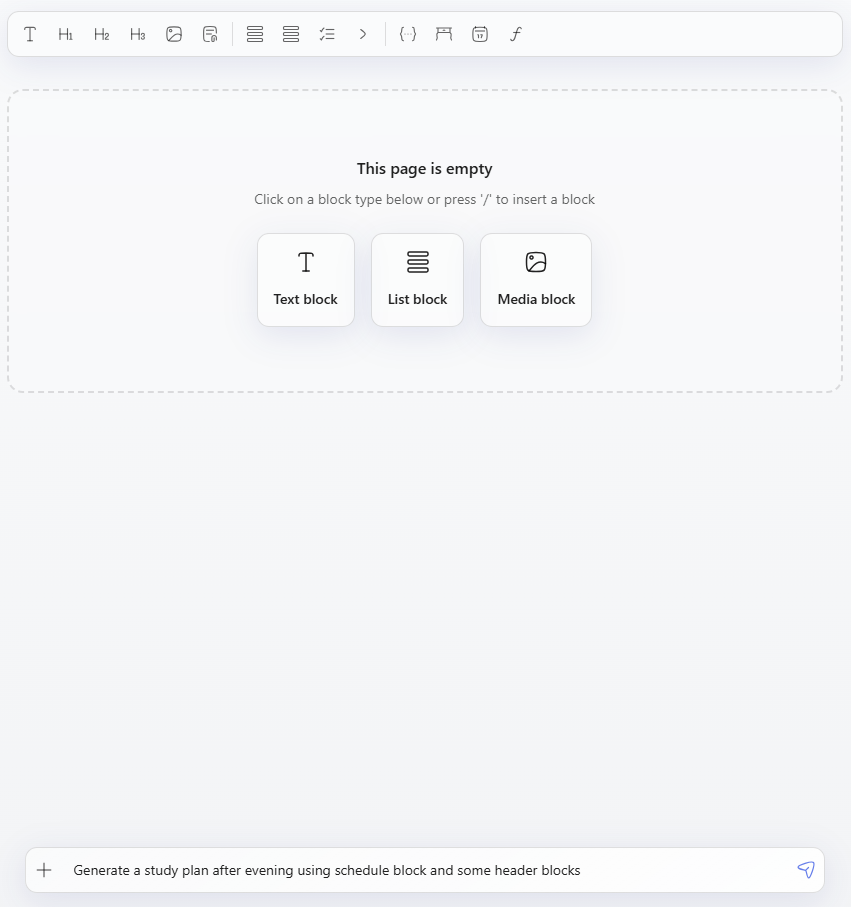 H1 H2 H3 17
This page is empty
Click on a block type below or press '/' to insert a block
Text block List block Media block
Generate a study plan after evening using schedule block and some header blocks